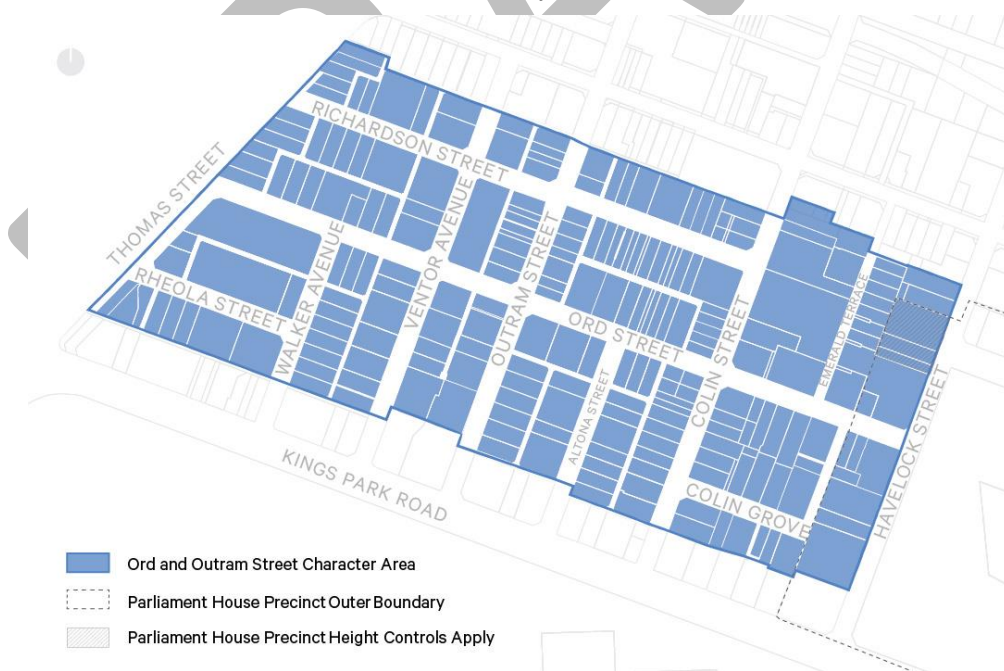 RICHARDSON STREET
THOMAS STREET
VENTOR AVENUE
WALKER AVENUE
OUTRAM STREET
RHEOLA STREET
ORD STREET
EMERALD TERRACE
COLIN STREET
ALTONA STREET
HAVELOCK STREET
KINGS PARK ROAD
COLIN GROVE
Ord and Outram Street Character Area
Parliament House Precinct Outer Boundary
Parliament House Precinct Height Controls Apply